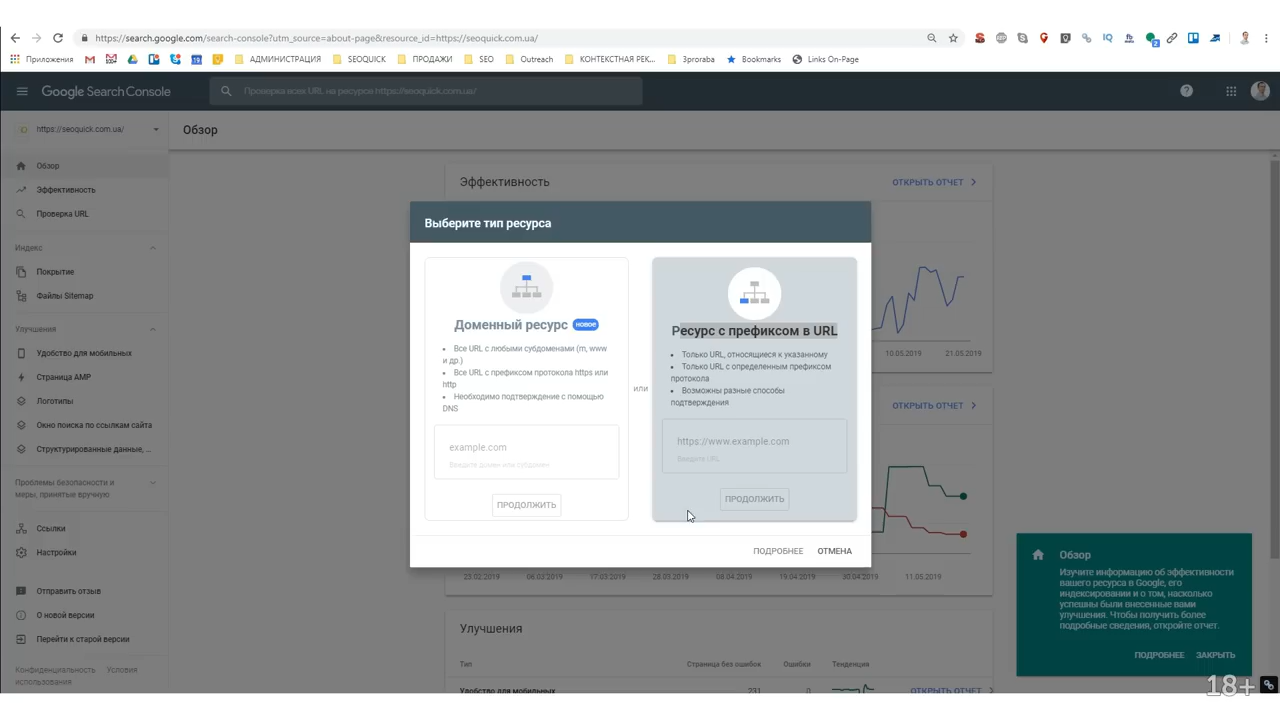 https://search.google.com/search-console?utm_source=about-page&resource_id=https://seoquick.com.ua/
Приложения
АДМИНИСТРАЦИЯ
SEOQUICK
ПРОДАЖИ
SEO
Outreach
КОНТЕКСТНАЯ РЕК...
3proraba
Bookmarks
Links On-Page
Google Search Console
Проверка всех URL на ресурсе https://seoquick.com.ua/
https://seoquick.com.ua/
Обзор
Обзор
Эффективность
Проверка URL
Индекс
Покрытие
Файлы Sitemap
Улучшения
Удобство для мобильных
Страница AMP
Логотипы
Окно поиска по ссылкам сайта
Структурированные данные, ...
Проблемы безопасности и
меры, принятые вручную
Ссылки
Настройки
Отправить отзыв
О новой версии
Перейти к старой версии
Конфиденциальность Условия
использования
Эффективность
ОТКРЫТЬ ОТЧЕТ
10.05.2019 21.05.2019
ОТКРЫТЬ ОТЧЕТ
Выберите тип ресурса
Доменный ресурс новое
• Все URL с любыми субдоменами (m, www
и др.)
• Все URL с префиксом протокола https или
http
• Необходимо подтверждение с помощью
DNS
example.com
Введите домен или субдомен
ПРОДОЛЖИТЬ
или
Ресурс с префиксом в URL
• Только URL, относящиеся к указанному
• Только URL с определенным префиксом
протокола
• Возможны разные способы
подтверждения
https://www.example.com
Введите URL
ПРОДОЛЖИТЬ
ПОДРОБНЕЕ ОТМЕНА
23.02.2019 06.03.2019 17.03.2019 28.03.2019 08.04.2019 19.04.2019 30.04.2019 11.05.2019
Улучшения
Тип Страница без ошибок Ошибки Тенденция
Удобство для мобильных 231 0 ОТКРЫТЬ ОТЧЕТ
Обзор
Изучите информацию об эффективности
вашего ресурса в Google, его
индексировании и о том, насколько
успешны были внесенные вами
улучшения. Чтобы получить более
подробные сведения, откройте отчет.
ПОДРОБНЕЕ ЗАКРЫТЬ
18+